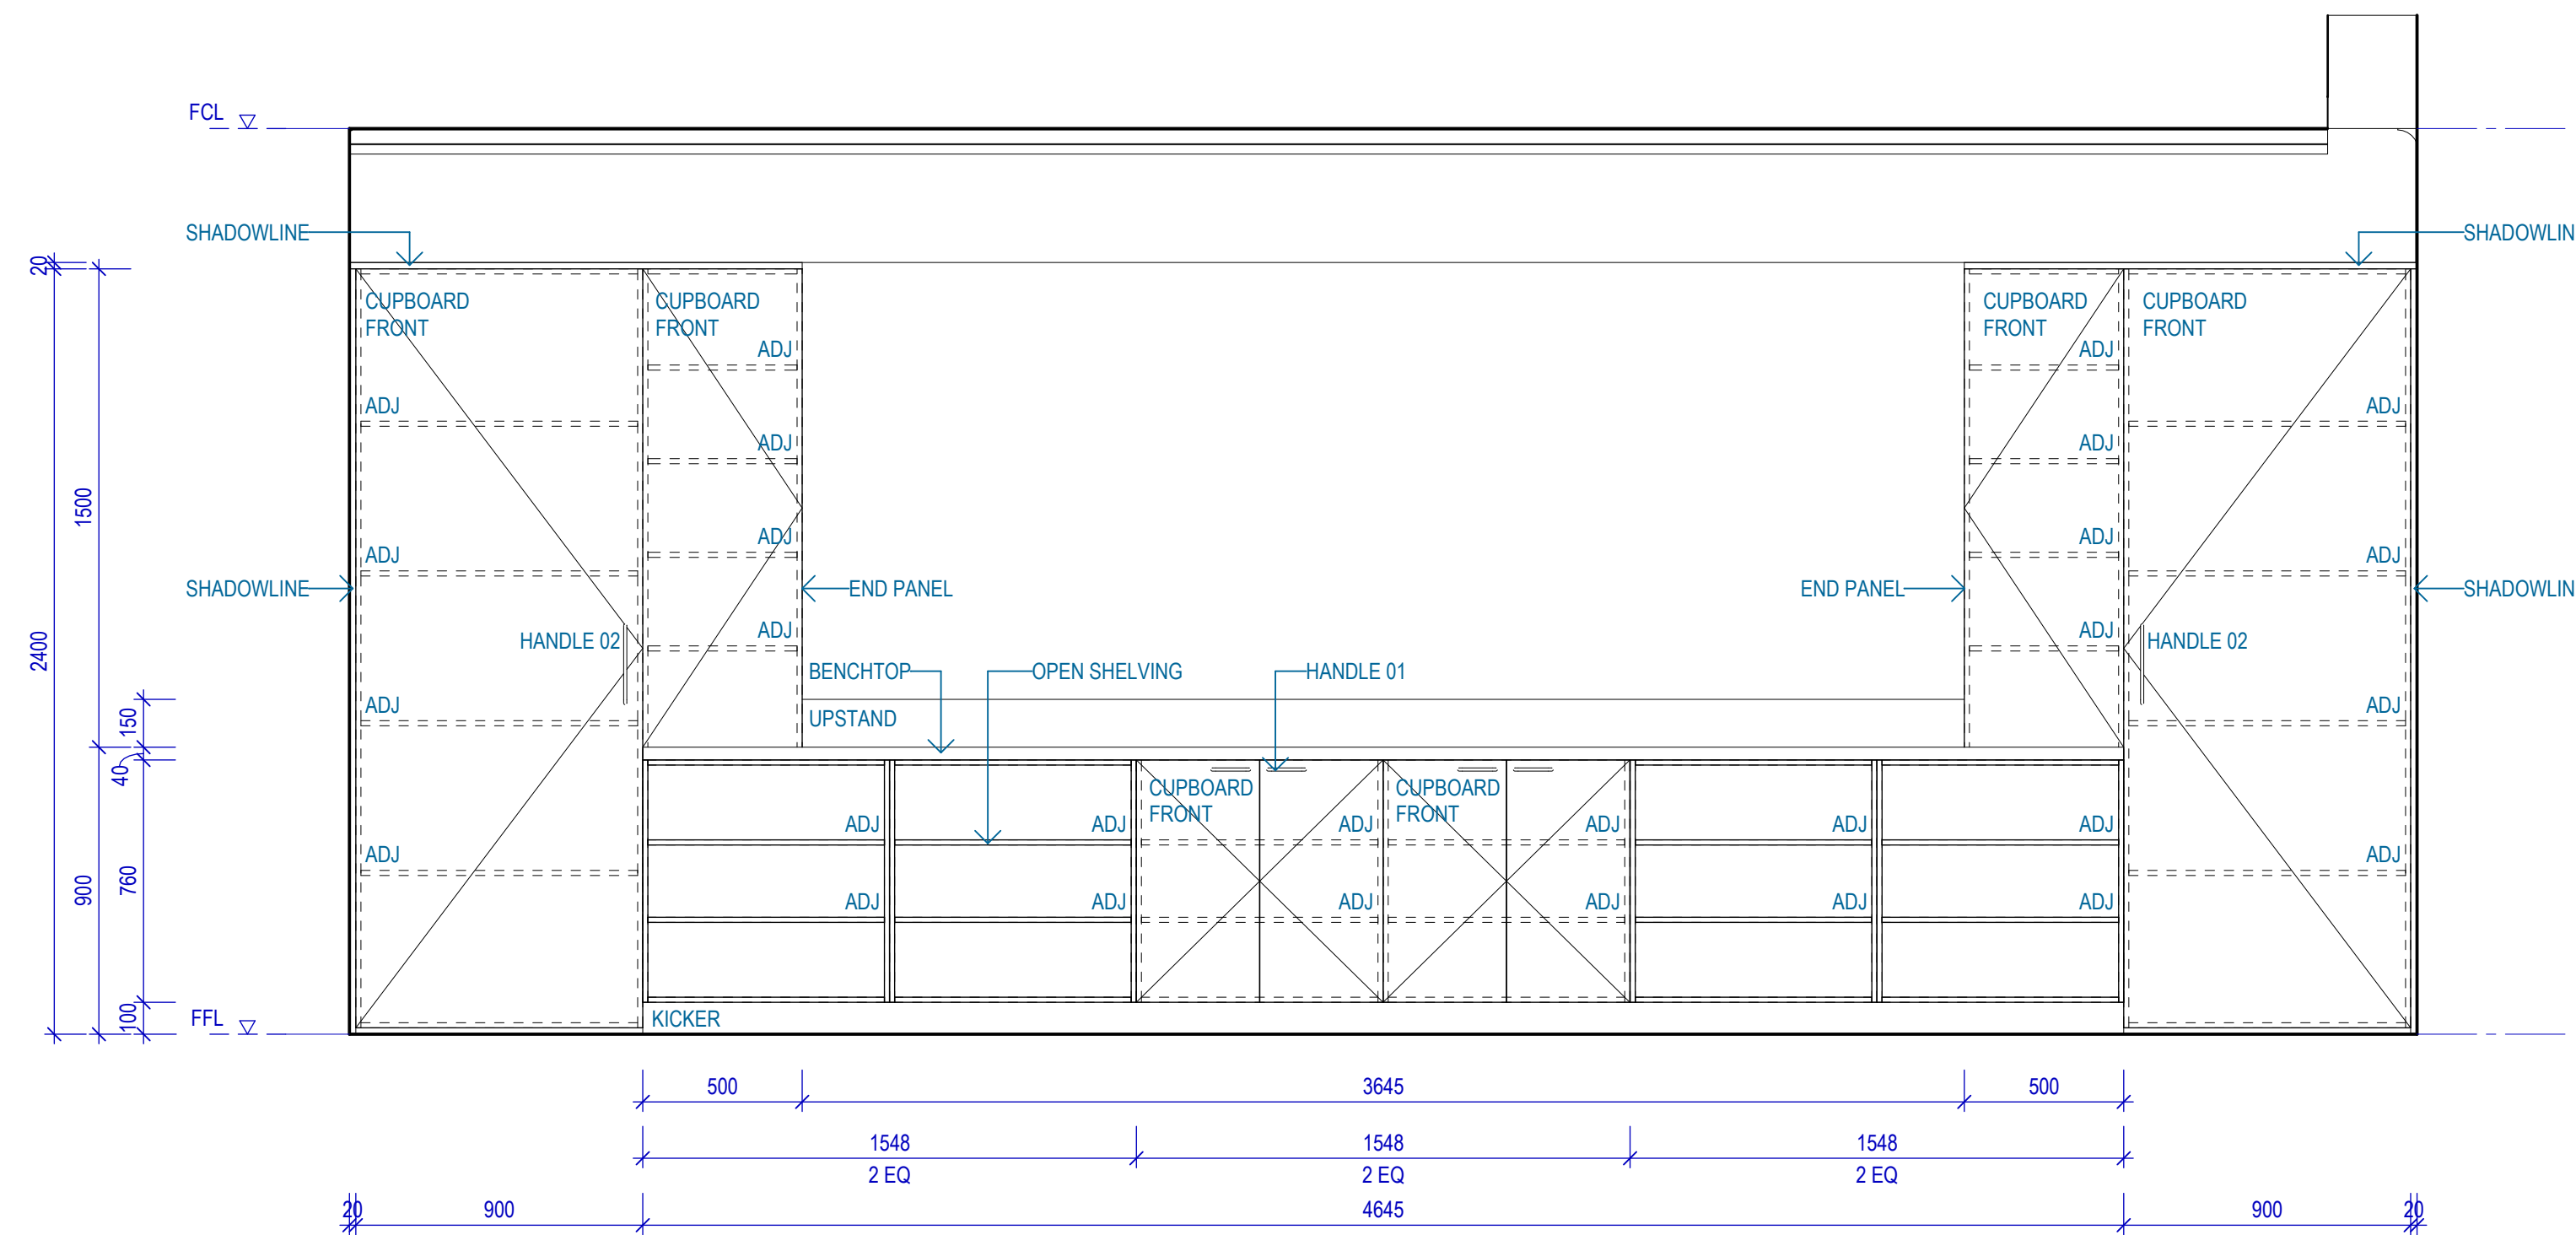 FCL
SHADOWLINE
SHADOWLIN
20
CUPBOARD
FRONT
CUPBOARD
FRONT
CUPBOARD
FRONT
CUPBOARD
FRONT
ADJ
ADJ
ADJ
ADJ
ADJ
ADJ
1500
ADJ
ADJ
ADJ
ADJ
SHADOWLINE
END PANEL
END PANEL
SHADOWLIN
2400
HANDLE 02
ADJ
ADJ
HANDLE 02
BENCHTOP
OPEN SHELVING
HANDLE 01
ADJ
ADJ
150
UPSTAND
40
CUPBOARD
FRONT
CUPBOARD
FRONT
ADJ
ADJ
ADJ
ADJ
ADJ
ADJ
ADJ
ADJ
900
760
ADJ
ADJ
ADJ
ADJ
ADJ
ADJ
FFL
100
KICKER
500
3645
500
1548
1548
1548
2 EQ
2 EQ
2 EQ
20
900
4645
900
20